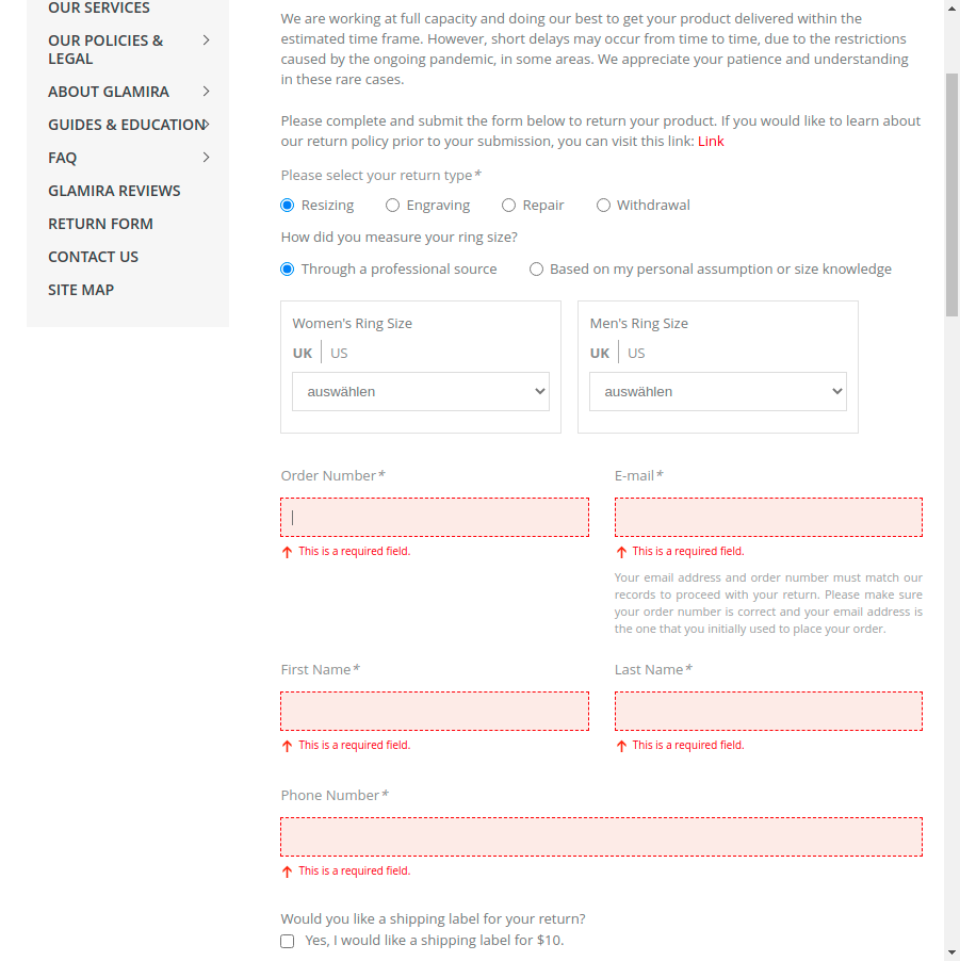 OUR SERVICES
OUR POLICIES &
LEGAL
ABOUT GLAMIRA
GUIDES & EDUCATION
FAQ
GLAMIRA REVIEWS
RETURN FORM
CONTACT US
SITE MAP
We are working at full capacity and doing our best to get your product delivered within the
estimated time frame. However, short delays may occur from time to time, due to the restrictions
caused by the ongoing pandemic, in some areas. We appreciate your patience and understanding
in these rare cases.
Please complete and submit the form below to return your product. If you would like to learn about
our return policy prior to your submission, you can visit this link: Link
Please select your return type*
Resizing Engraving Repair Withdrawal
How did you measure your ring size?
Through a professional source Based on my personal assumption or size knowledge
Women's Ring Size
UK US
auswählen
Men's Ring Size
UK US
auswählen
Order Number*
This is a required field.
E-mail*
This is a required field.
Your email address and order number must match our
records to proceed with your return. Please make sure
your order number is correct and your email address is
the one that you initially used to place your order.
First Name*
This is a required field.
Last Name*
This is a required field.
Phone Number*
This is a required field.
Would you like a shipping label for your return?
Yes, I would like a shipping label for $10.